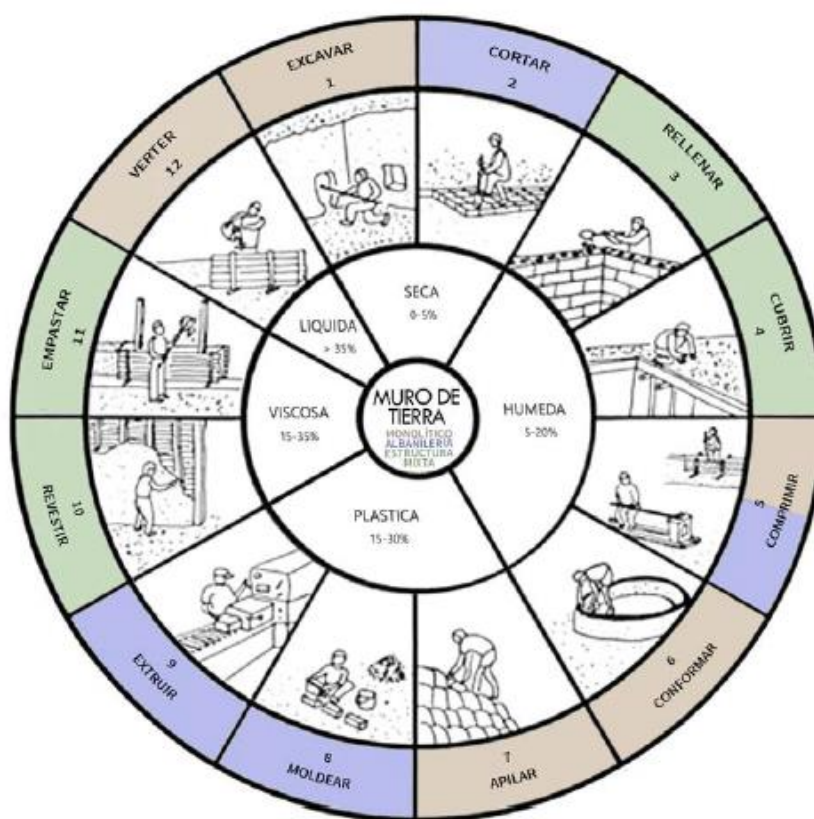 EXCAVAR
1
CORTAR
2
RELLENAR
3
CUBRIR
4
5
COMPRIMIR
6
CONFORMAR
7
APILAR
8
MOLDEAR
9
EXTRUIR
10
REVESTIR
EMPASTAR
11
VERTER
12
SECA
0-5%
HUMEDA
5-20%
PLASTICA
15-30%
VISCOSA
15-35%
LIQUIDA
> 35%
MURO DE
TIERRA
MONOLÍTICO
ALBANILERÍA
ESTRUCTURA
MIXTA